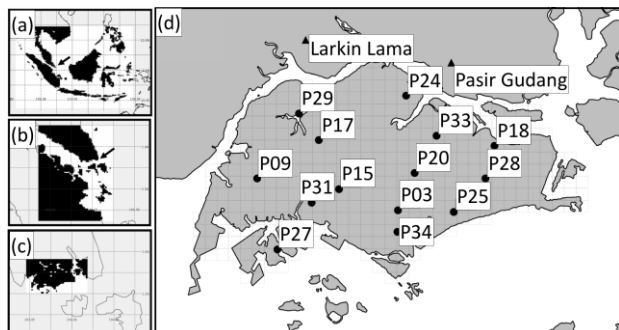 (a)
(b)
(c)
(d)
Larkin Lama
Pasir Gudang
P24
P29
P33
P17
P18
P09
P20
P28
P15
P31
P03
P25
P34
P27